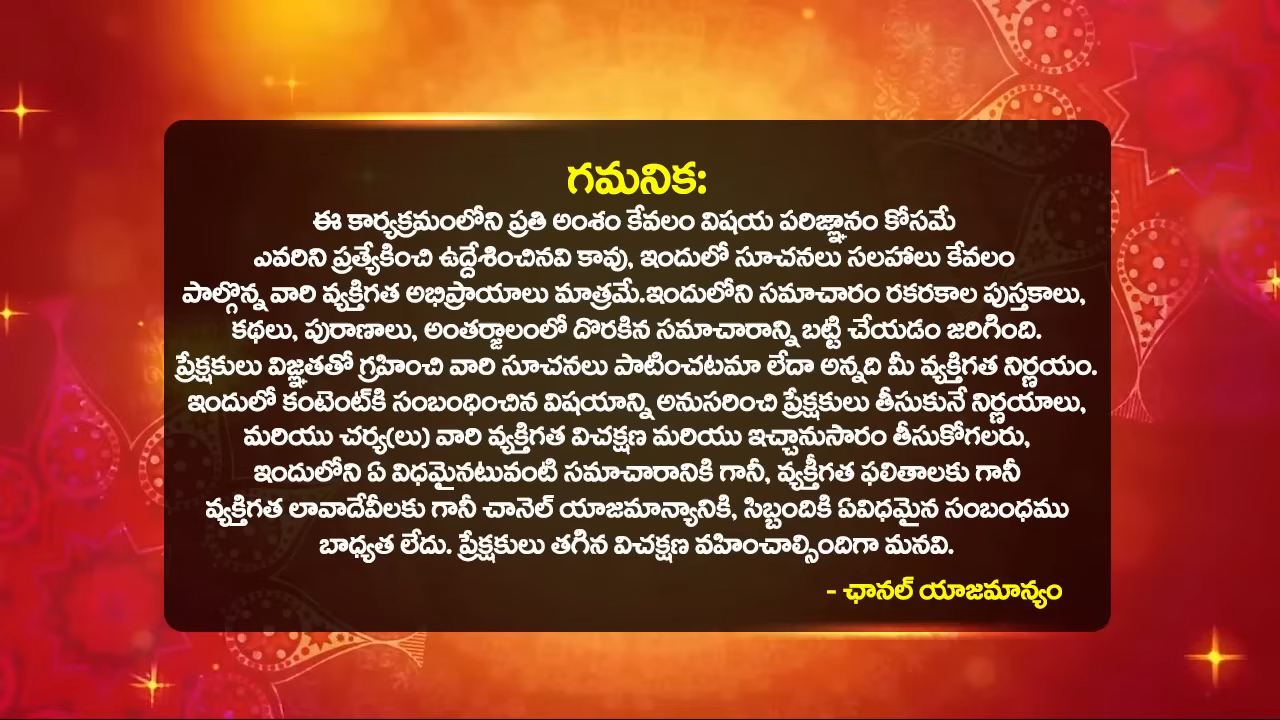 గమనిక:
ఈ కార్యక్రమంలోని ప్రతి అంశం కేవలం విషయ పరిజ్ఞానం కోసమే
ఎవరిని ప్రత్యేకించి ఉద్దేశించినవి కావు, ఇందులో సూచనలు సలహాలు కేవలం
పాల్గొన్న వారి వ్యక్తిగత అభిప్రాయాలు మాత్రమే.ఇందులోని సమాచారం రకరకాల పుస్తకాలు,
కథలు, పురాణాలు, అంతర్జాలంలో దొరకిన సమాచారాన్ని బట్టి చేయడం జరిగింది.
ప్రేక్షకులు విజ్ఞతతో గ్రహించి వారి సూచనలు పాటించటమా లేదా అన్నది మీ వ్యక్తిగత నిర్ణయం.
ఇందులో కంటెంట్‌కి సంబంధించిన విషయాన్ని అనుసరించి ప్రేక్షకులు తీసుకునే నిర్ణయాలు,
మరియు చర్య(లు) వారి వ్యక్తిగత విచక్షణ మరియు ఇచ్ఛానుసారం తీసుకోగలరు,
ఇందులోని ఏ విధమైనటువంటి సమాచారానికి గానీ, వ్యక్తీగత ఫలితాలకు గానీ
వ్యక్తిగత లావాదేవీలకు గానీ చానెల్ యాజమాన్యానికి, సిబ్బందికి ఏవిధమైన సంబంధము
బాధ్యత లేదు. ప్రేక్షకులు తగిన విచక్షణ వహించాల్సిందిగా మనవి.
- ఛానల్ యాజమాన్యం